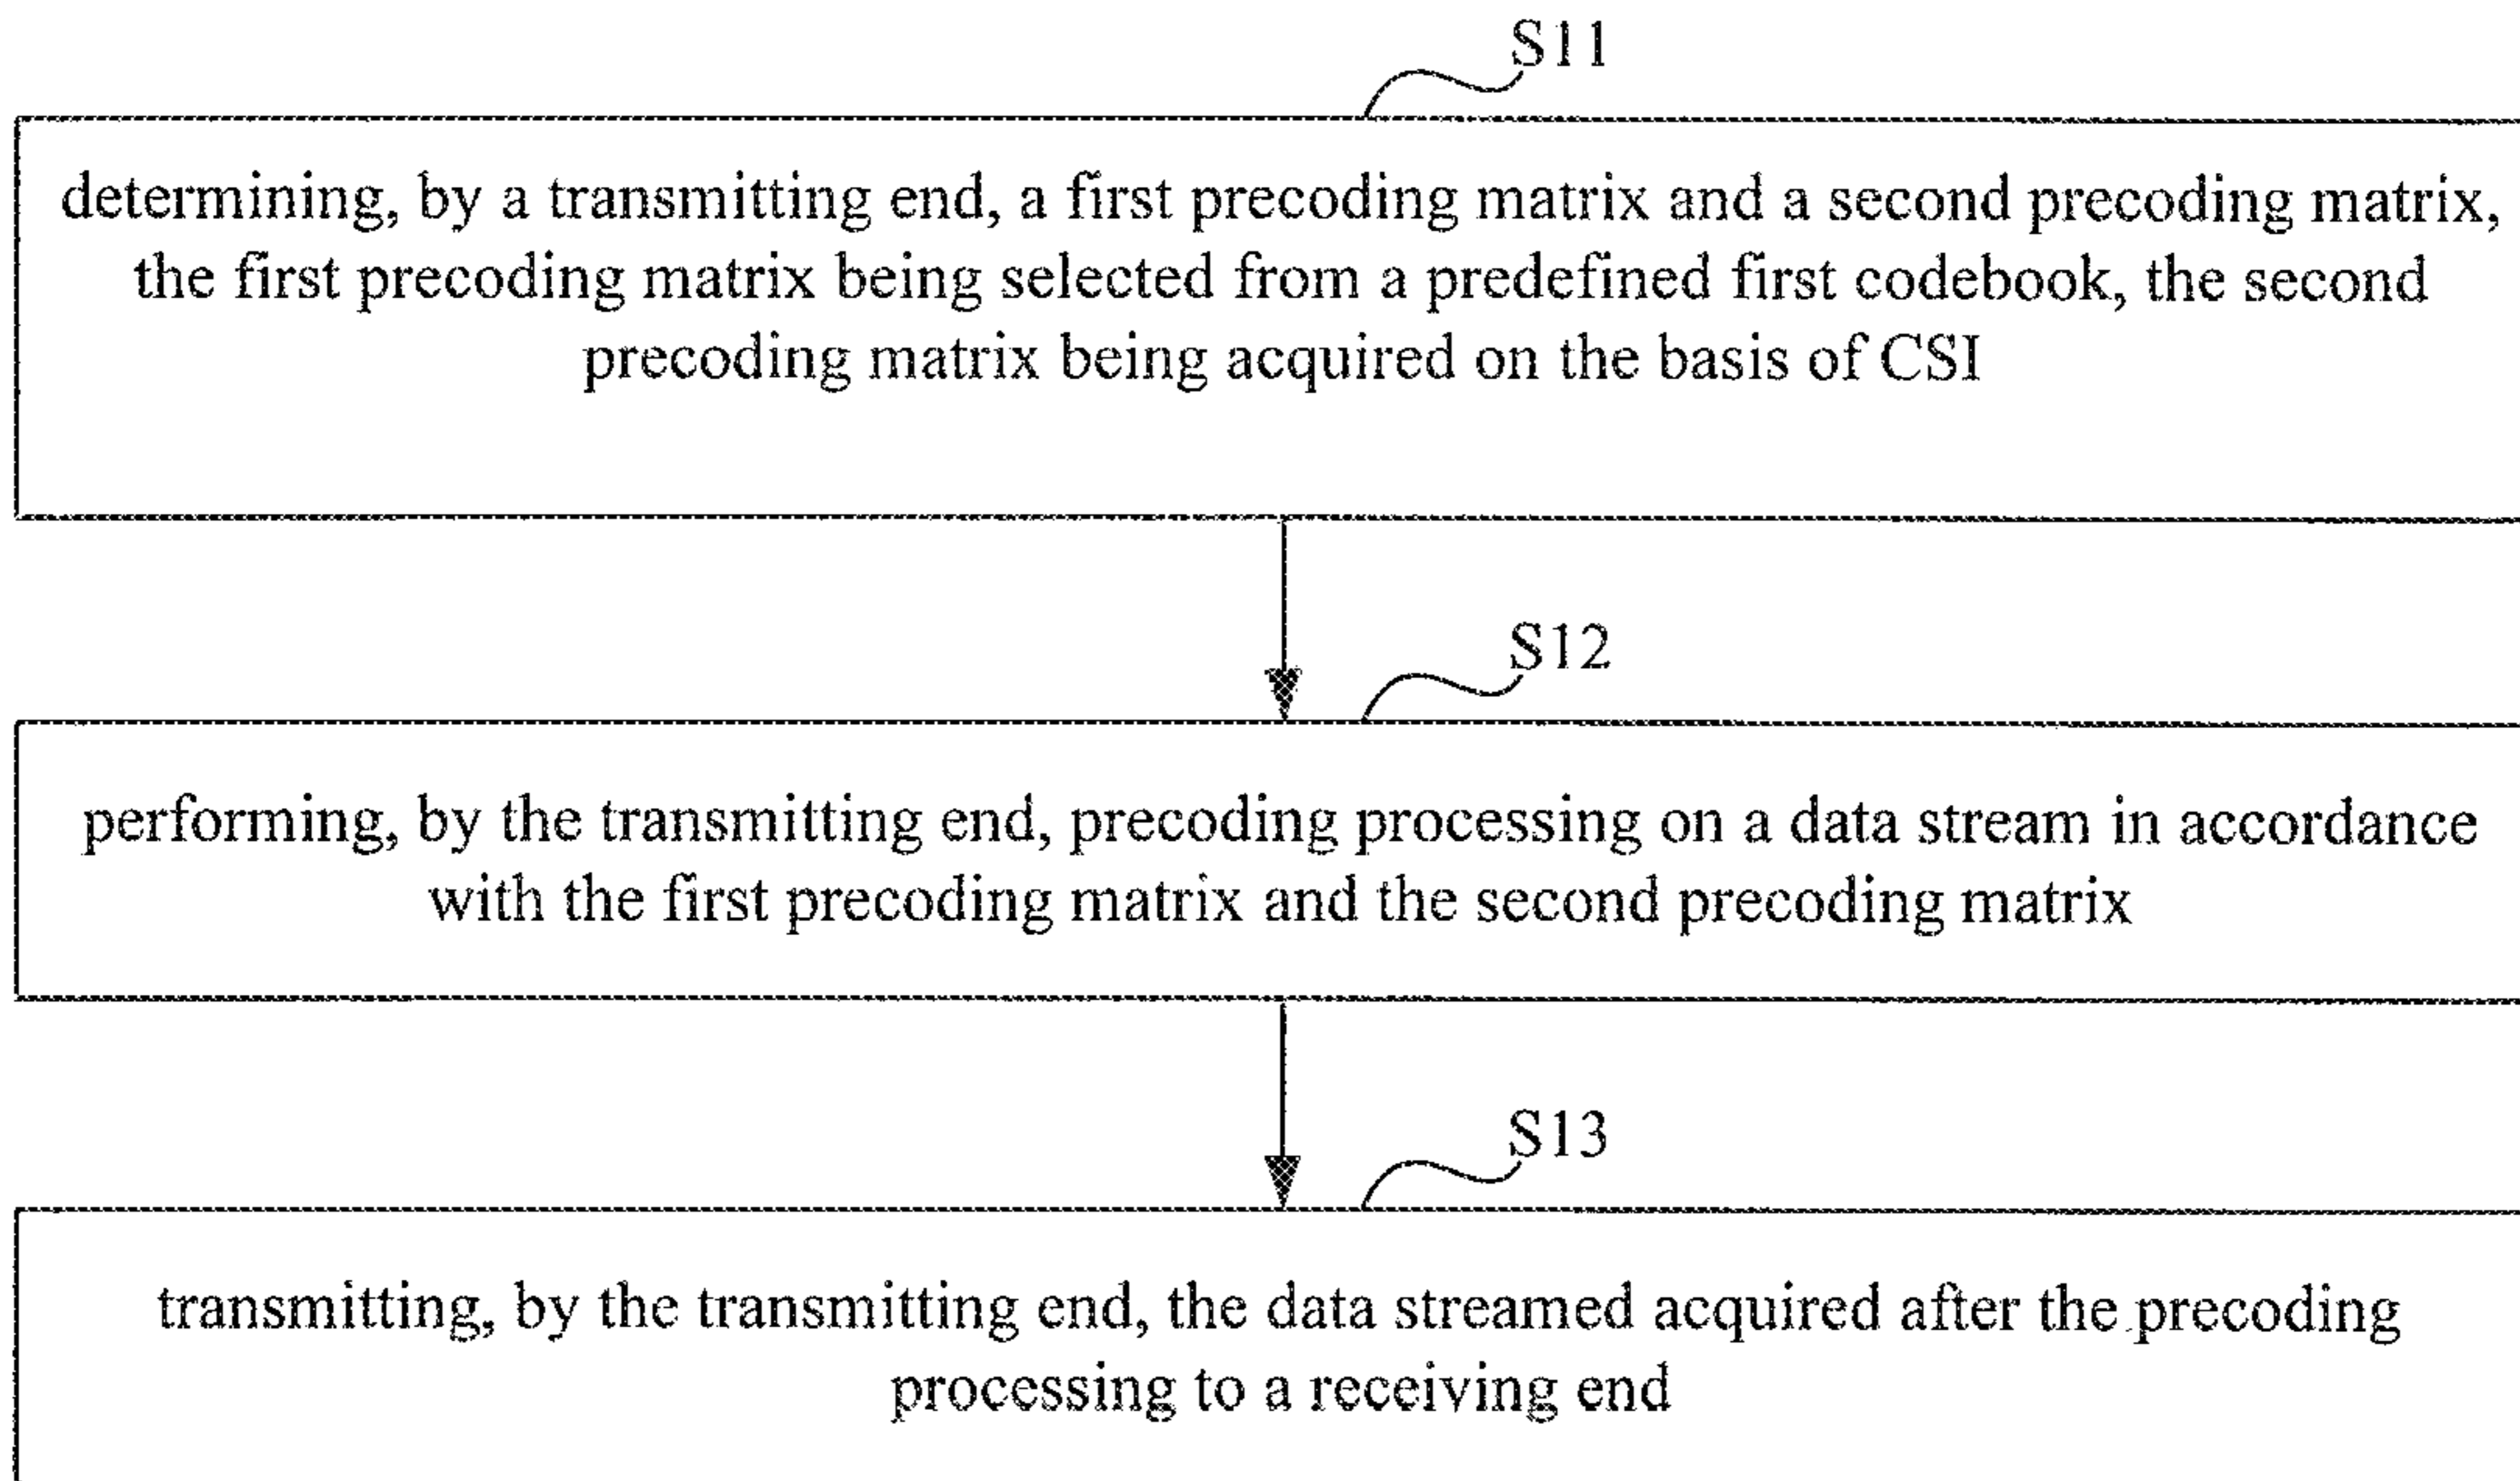 S11
determining, by a transmitting end, a first precoding matrix and a second precoding matrix,
the first precoding matrix being selected from a predefined first codebook, the second
precoding matrix being acquired on the basis of CSI
S12
performing, by the transmitting end, precoding processing on a data stream in accordance
with the first precoding matrix and the second precoding matrix
S13
transmitting, by the transmitting end, the data streamed acquired after the precoding
processing to a receiving end